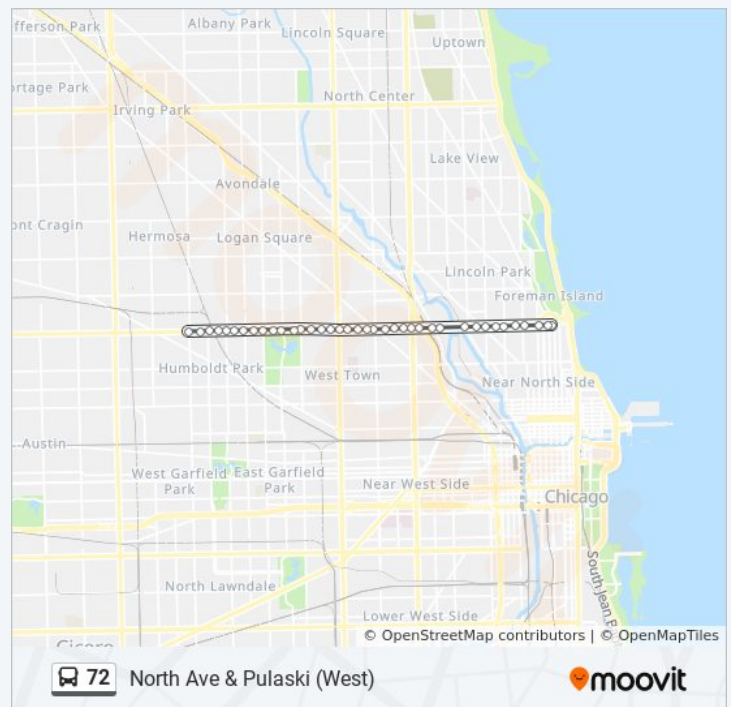 fferson Park
Albany Park
Lincoln Square
Uptown
ortage Park
North Center
Irving Park
Lake View
Avondale
ont Cragin
Hermosa
Logan Square
Lincoln Park
Foreman Island
Humboldt Park
West Town
Near North Side
Austin
West Garfield
Park
East Garfield
Park
Near West Side
Chicago
South Jean
North Lawndale
Lower West Side
Cicero
© OpenStreetMap contributors | © OpenMapTiles
72 North Ave & Pulaski (West)
moovit